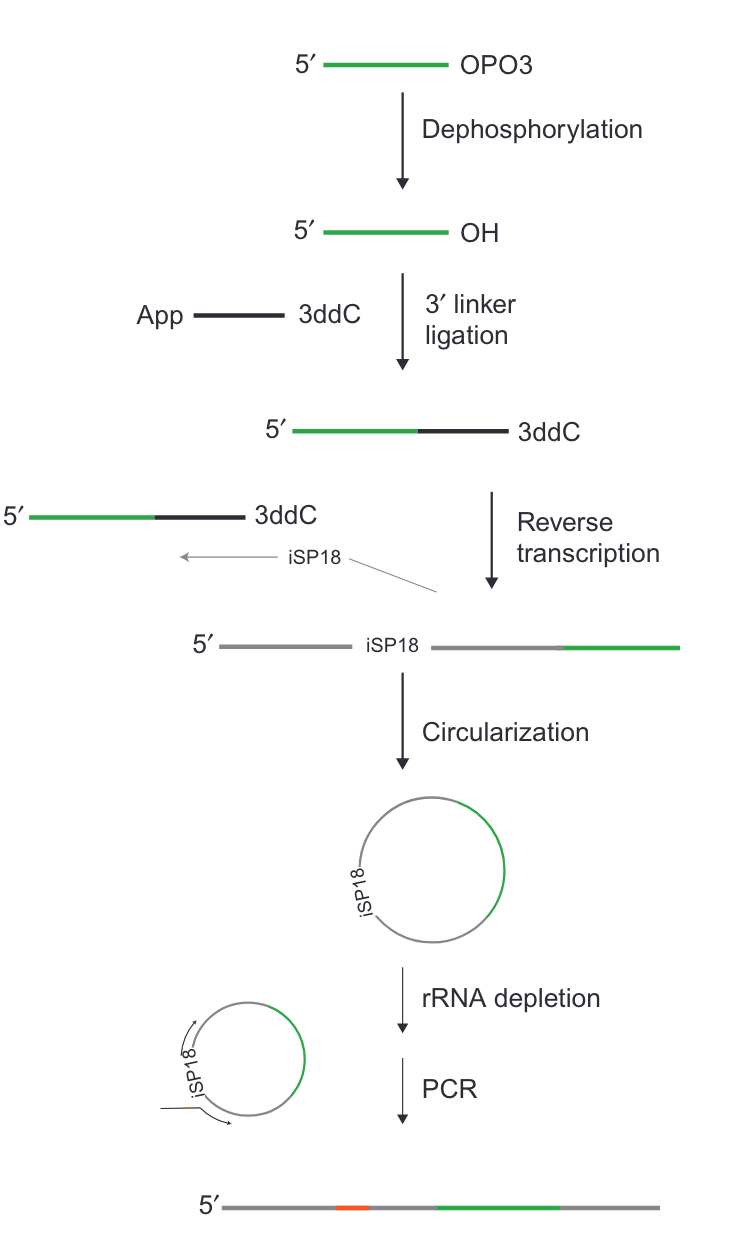 5′ OPO3
Dephosphorylation
5′ OH
App 3ddC
3′ linker
ligation
5′ 3ddC
5′ 3ddC
iSP18
Reverse
transcription
5′ iSP18
Circularization
iSP18
rRNA depletion
iSP18
PCR
5′